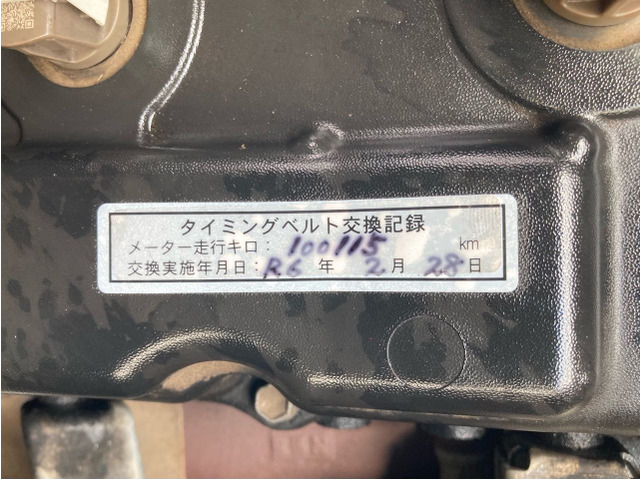 タイミングベルト交換記録
メーター走行キロ: 100115 km
交換実施年月日: R6 年 2 月 28 日